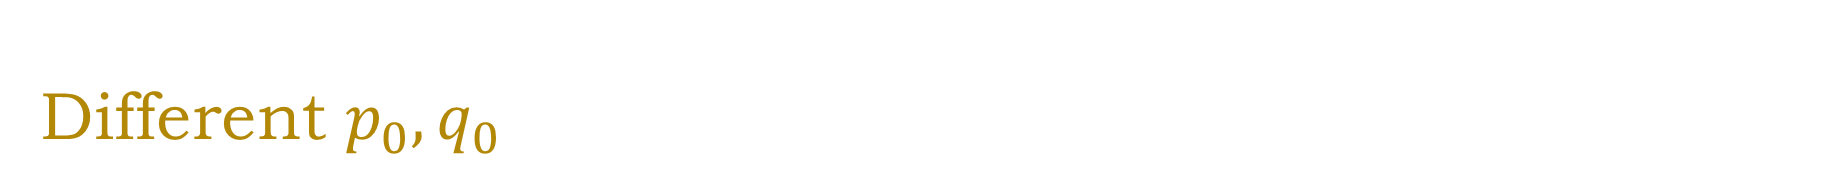 Different p₀, q₀